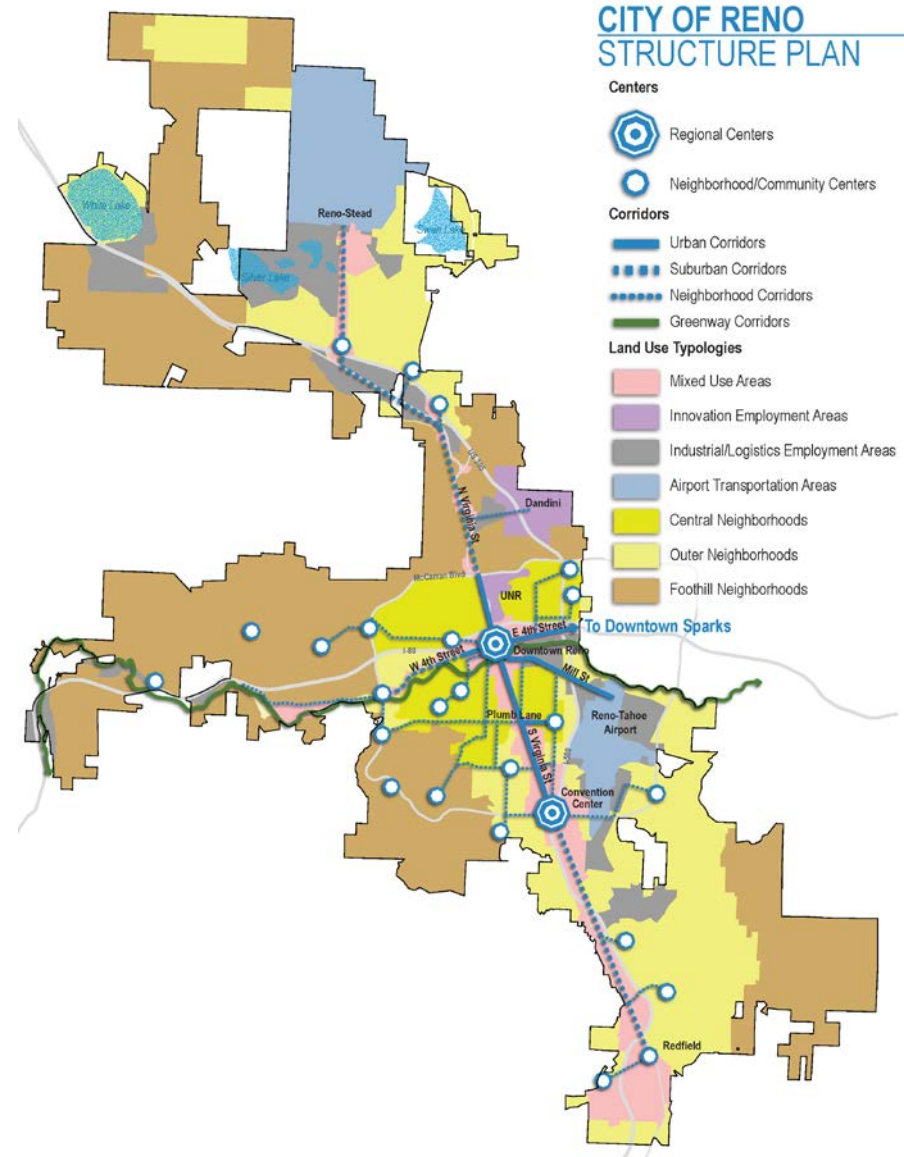 CITY OF RENO
STRUCTURE PLAN
Centers
Regional Centers
Neighborhood/Community Centers
Corridors
Urban Corridors
Suburban Corridors
Neighborhood Corridors
Greenway Corridors
Land Use Typologies
Mixed Use Areas
Innovation Employment Areas
Industrial/Logistics Employment Areas
Airport Transportation Areas
Central Neighborhoods
Outer Neighborhoods
Foothill Neighborhoods
White Lake
Reno-Stead
Swan Lake
Silver Lake
US 395
Dandini
N Virginia St
McCarran Blvd
UNR
E 4th Street
To Downtown Sparks
I-80
W 4th Street
Downtown Reno
Mill St
Plumb Lane
Reno-Tahoe
Airport
S Virginia St
I-580
Convention
Center
Redfield